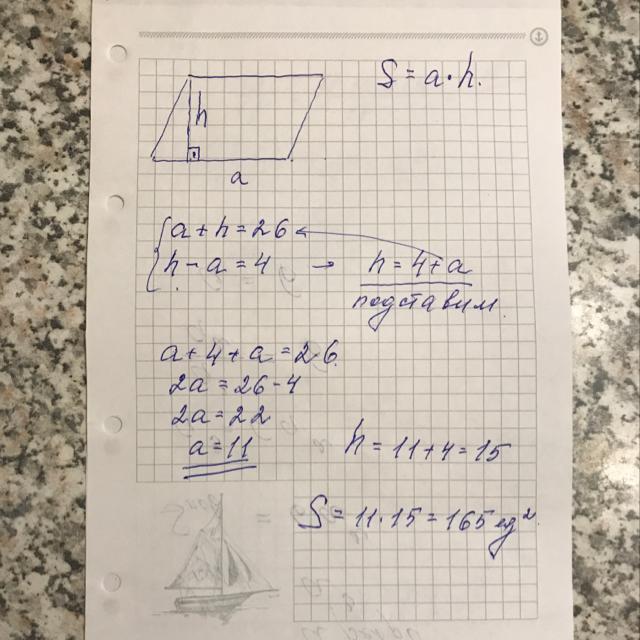 S = a · h.
h
a
a + h = 26
h - a = 4 → h = 4 + a
подставим.
a + 4 + a = 26.
2a = 26 - 4
2a = 22
a = 11
h = 11 + 4 = 15
S = 11 · 15 = 165 ед².